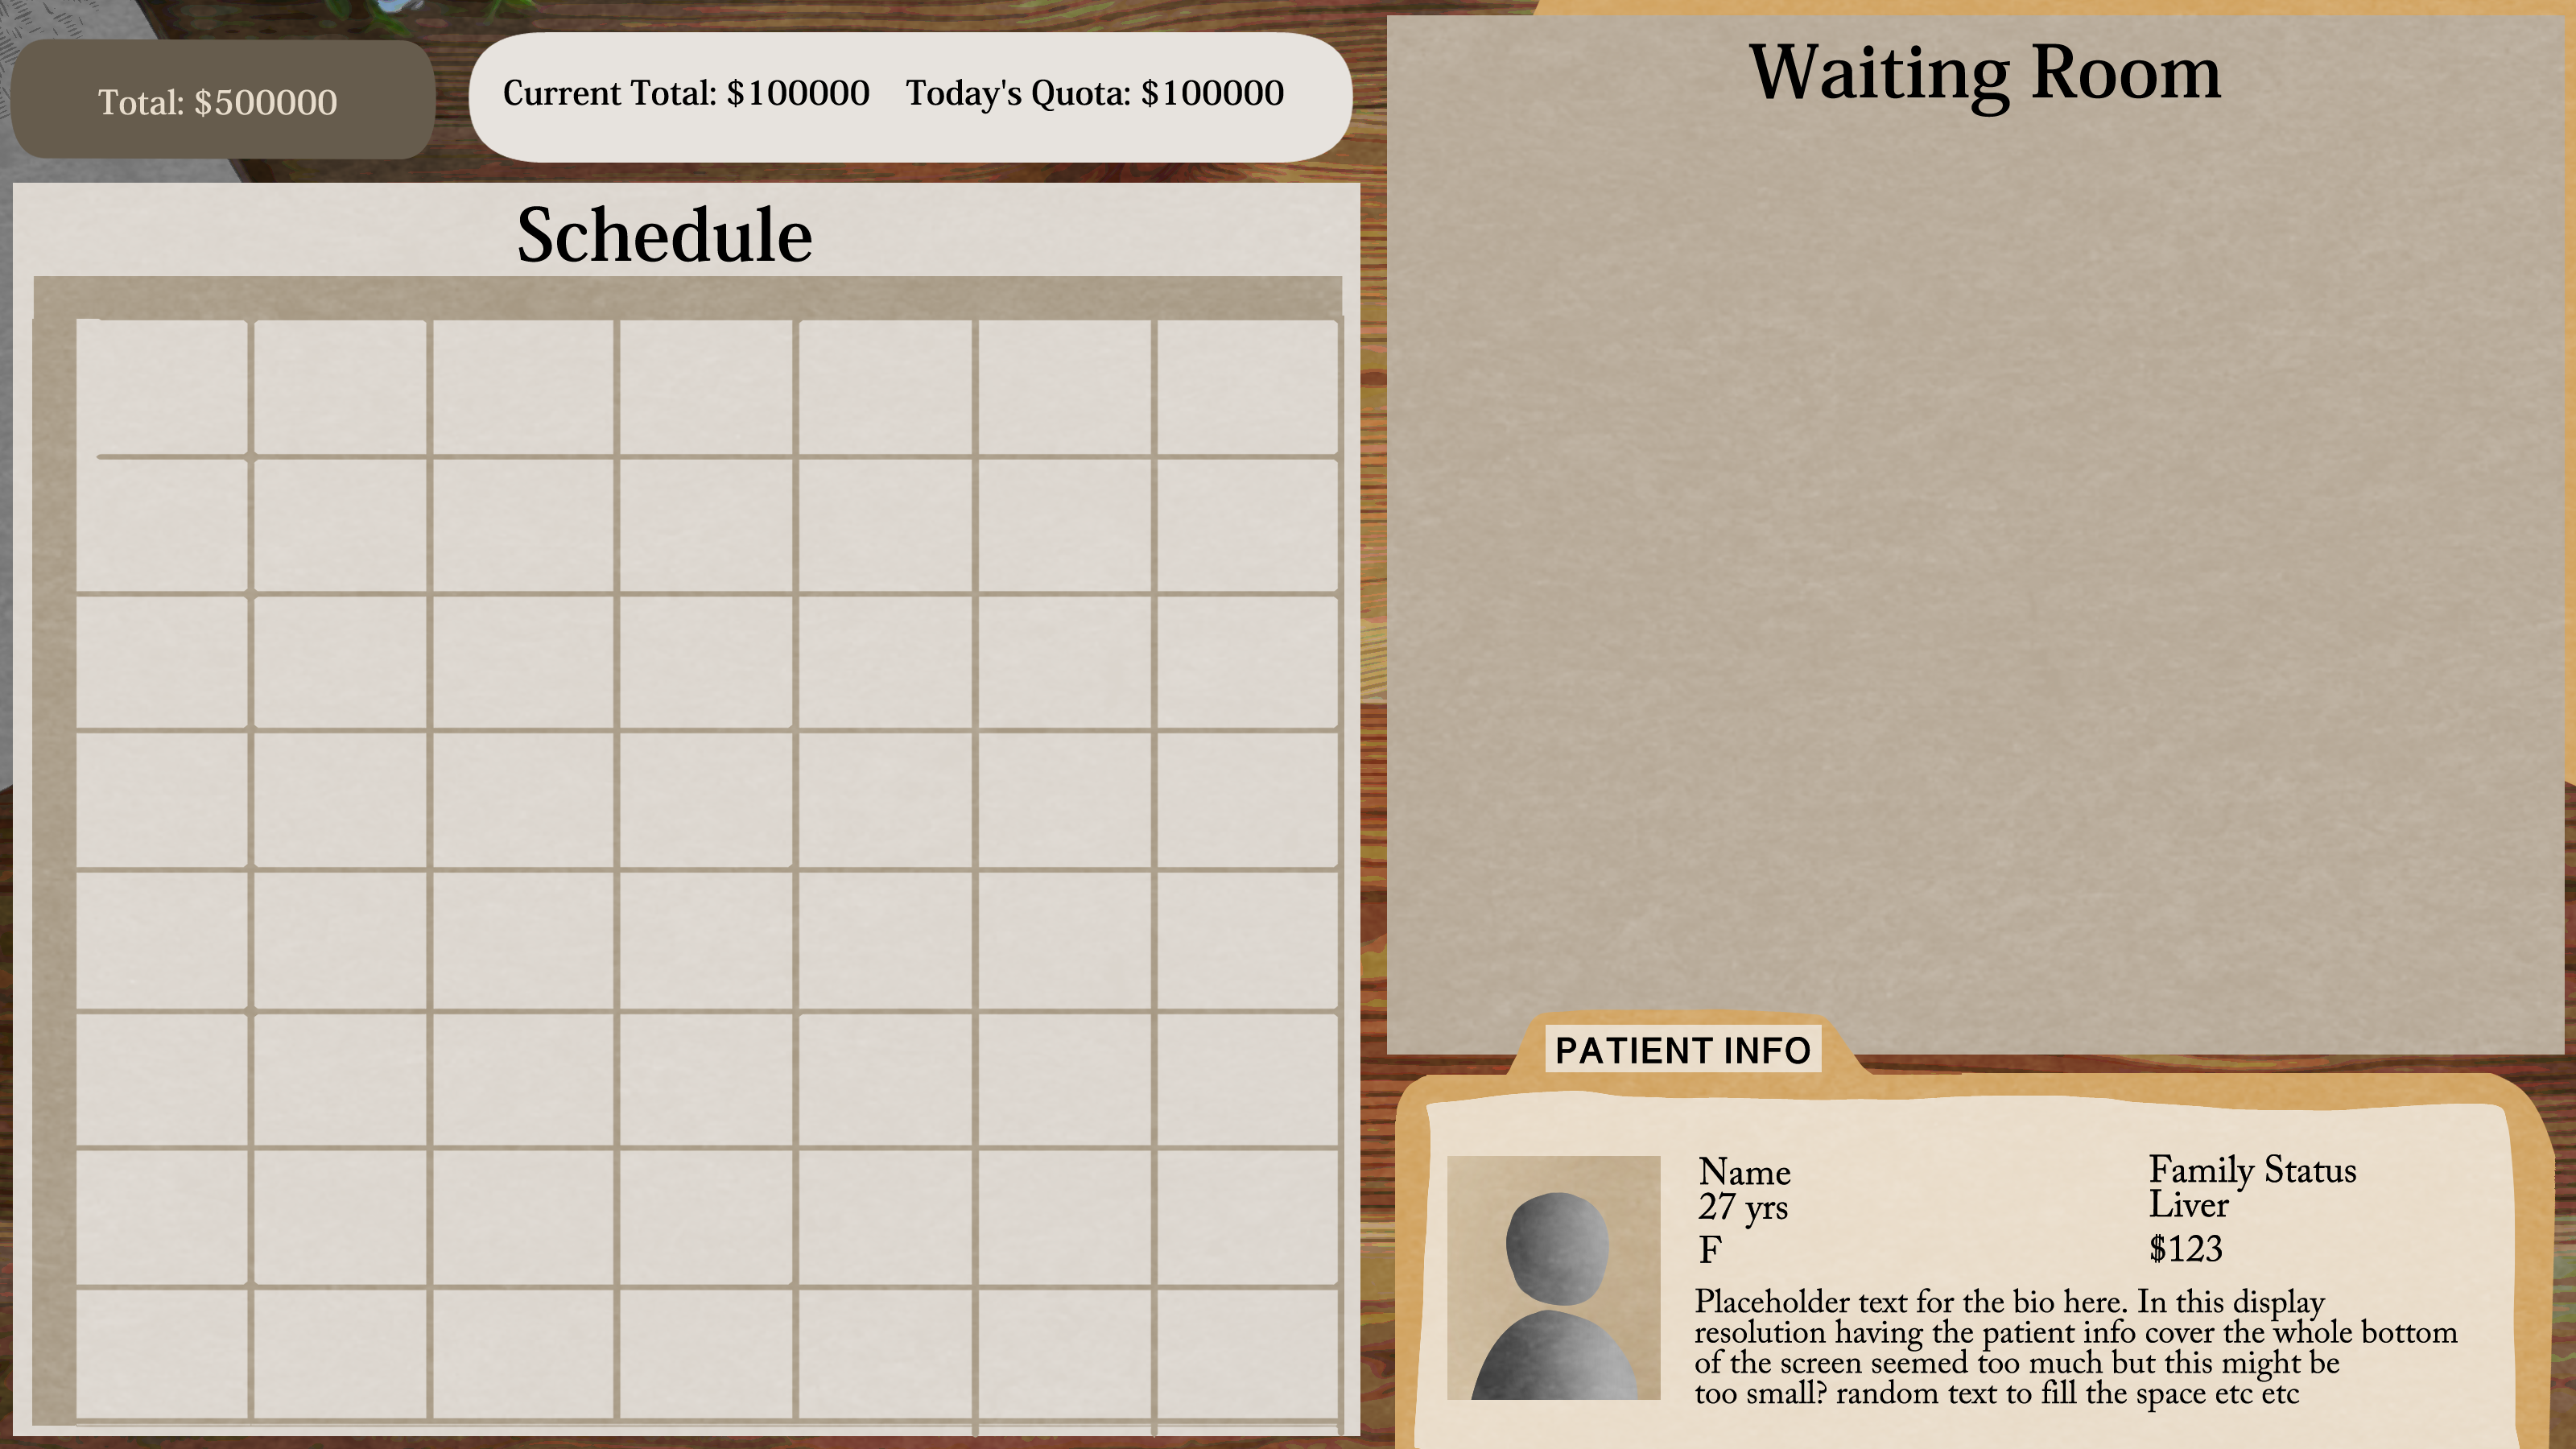 Total: $500000
Current Total: $100000 Today's Quota: $100000
Waiting Room
Schedule
PATIENT INFO
Name
27 yrs
F
Family Status
Liver
$123
Placeholder text for the bio here. In this display
resolution having the patient info cover the whole bottom
of the screen seemed too much but this might be
too small? random text to fill the space etc etc